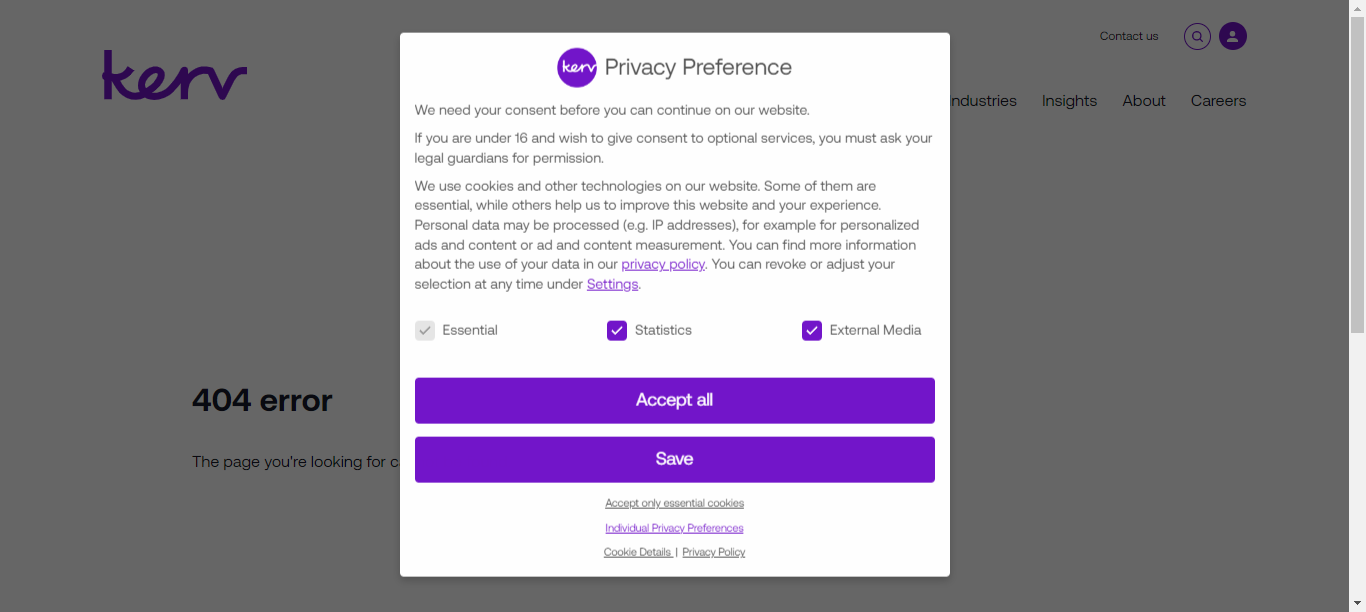 Contact us
kerv
Industries Insights About Careers
kerv Privacy Preference
We need your consent before you can continue on our website.
If you are under 16 and wish to give consent to optional services, you must ask your
legal guardians for permission.
We use cookies and other technologies on our website. Some of them are
essential, while others help us to improve this website and your experience.
Personal data may be processed (e.g. IP addresses), for example for personalized
ads and content or ad and content measurement. You can find more information
about the use of your data in our privacy policy. You can revoke or adjust your
selection at any time under Settings.
Essential Statistics External Media
Accept all
Save
Accept only essential cookies
Individual Privacy Preferences
Cookie Details | Privacy Policy
404 error
The page you're looking for